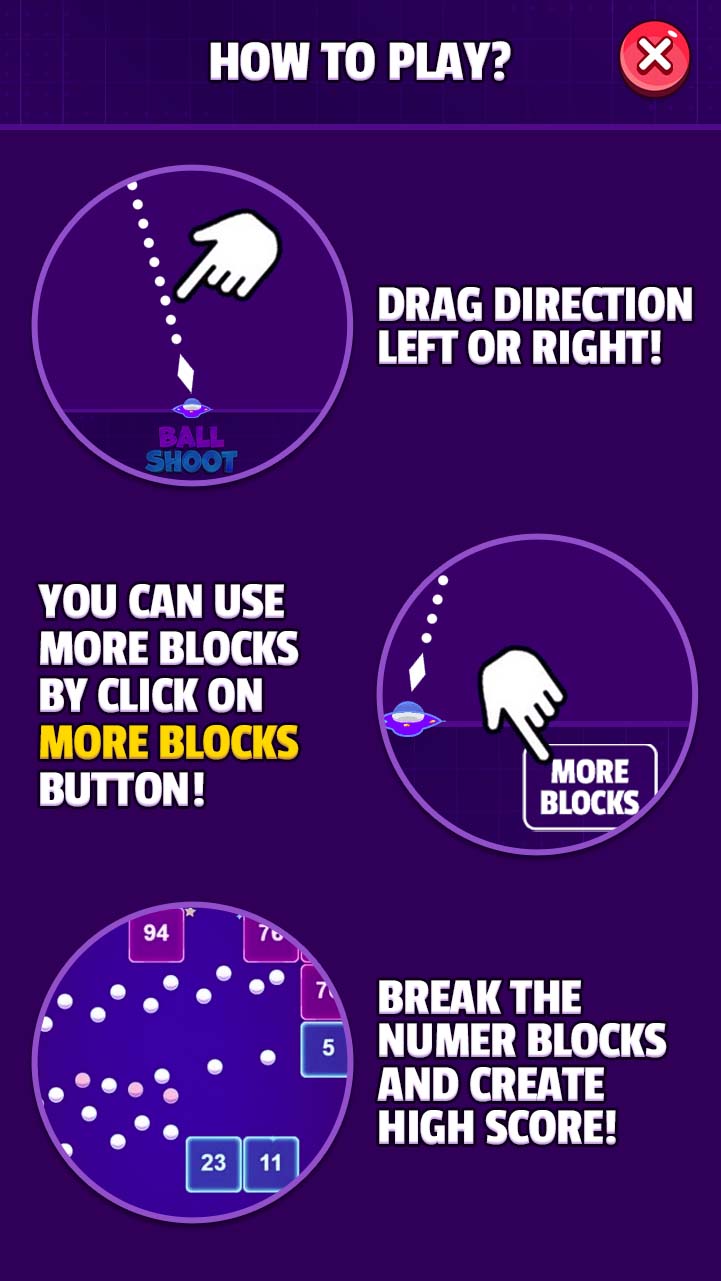 HOW TO PLAY?
BALL
SHOOT
DRAG DIRECTION
LEFT OR RIGHT!
YOU CAN USE
MORE BLOCKS
BY CLICK ON
MORE BLOCKS
BUTTON!
MORE
BLOCKS
94
76
5
23 11
BREAK THE
NUMER BLOCKS
AND CREATE
HIGH SCORE!